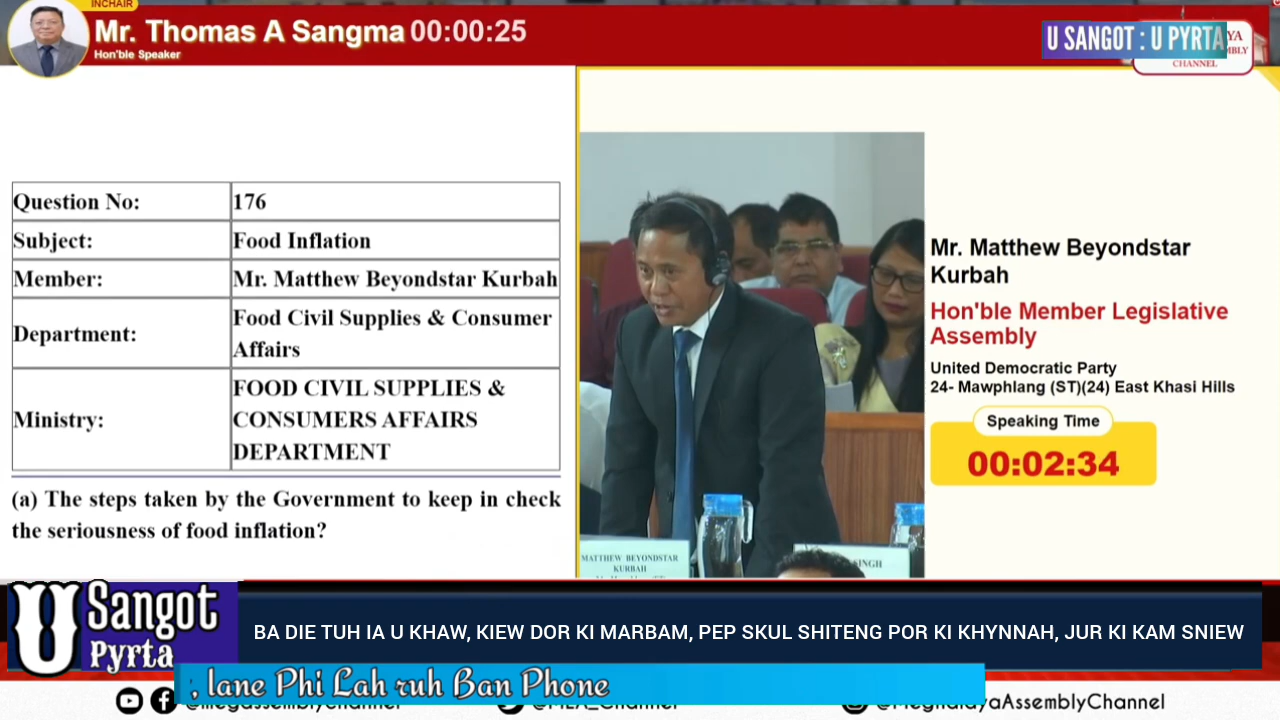 INCHAIR
Mr. Thomas A Sangma 00:00:25
Hon'ble Speaker
U SANGOT : U PYRTA
CHANNEL
Question No: 176
Subject: Food Inflation
Member: Mr. Matthew Beyondstar Kurbah
Department: Food Civil Supplies & Consumer
Affairs
Ministry: FOOD CIVIL SUPPLIES &
CONSUMERS AFFAIRS
DEPARTMENT
(a) The steps taken by the Government to keep in check
the seriousness of food inflation?
MATTHEW BEYONDSTAR
KURBAH
SINGH
Mr. Matthew Beyondstar
Kurbah
Hon'ble Member Legislative
Assembly
United Democratic Party
24- Mawphlang (ST)(24) East Khasi Hills
Speaking Time
00:02:34
U Sangot
Pyrta
BA DIE TUH IA U KHAW, KIEW DOR KI MARBAM, PEP SKUL SHITENG POR KI KHYNNAH, JUR KI KAM SNIEW
, lane Phi Lah ruh Ban Phone
@MeghalayaAssemblyChannel